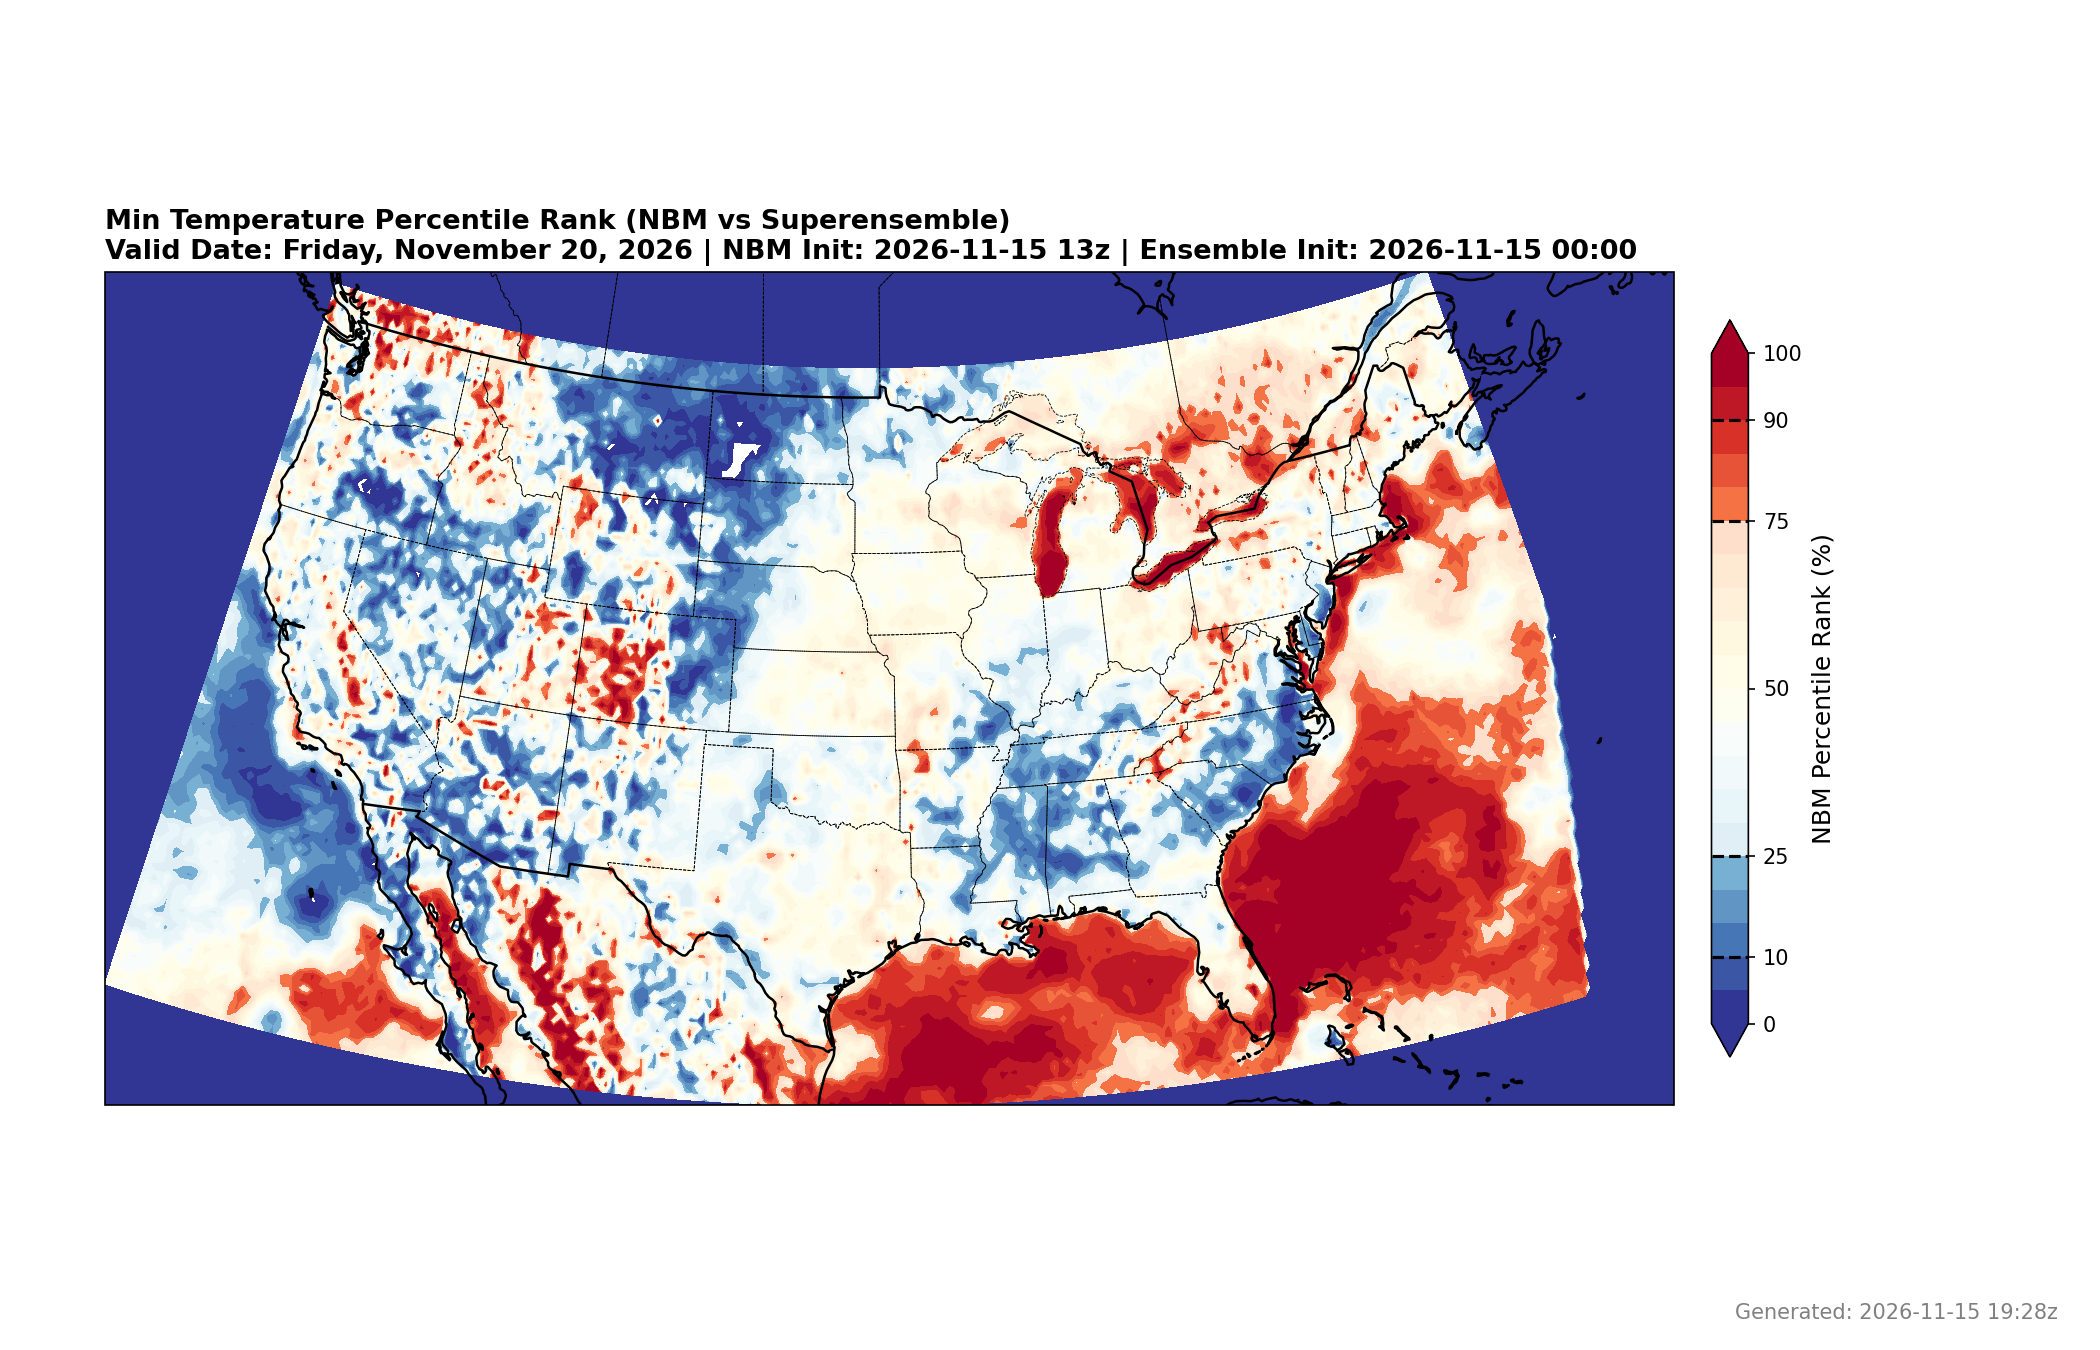 Min Temperature Percentile Rank (NBM vs Superensemble)
Valid Date: Friday, November 20, 2026 | NBM Init: 2026-11-15 13z | Ensemble Init: 2026-11-15 00:00
100
90
75
50
25
10
0
NBM Percentile Rank (%)
Generated: 2026-11-15 19:28z